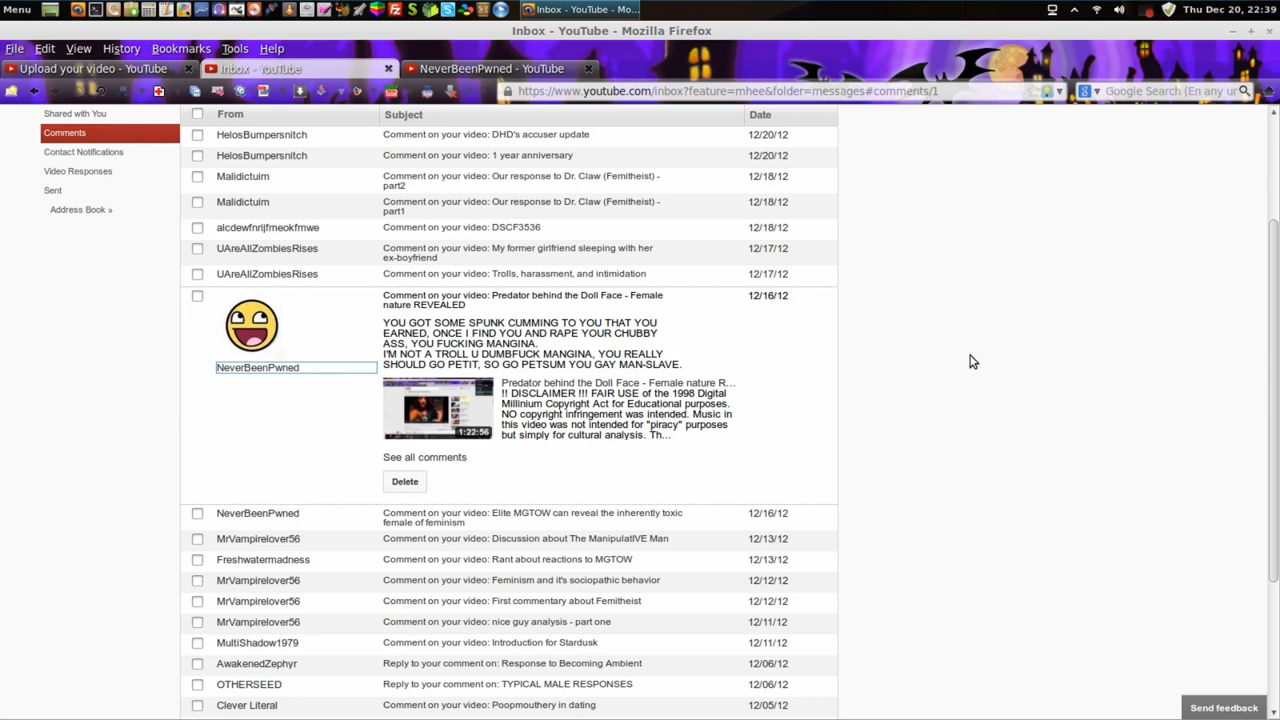 Menu
Inbox - YouTube - Mo...
Thu Dec 20, 22:39
Inbox - YouTube - Mozilla Firefox
File Edit View History Bookmarks Tools Help
Upload your video - YouTube
Inbox - YouTube
NeverBeenPwned - YouTube
https://www.youtube.com/inbox?feature=mhee&folder=messages#comments/1
Google Search (En any ur
Shared with You
Comments
Contact Notifications
Video Responses
Sent
Address Book »
From Subject Date
HelosBumpersnitch Comment on your video: DHD's accuser update 12/20/12
HelosBumpersnitch Comment on your video: 1 year anniversary 12/20/12
Malidictuim Comment on your video: Our response to Dr. Claw (Femitheist) - 12/18/12
part2
Malidictuim Comment on your video: Our response to Dr. Claw (Femitheist) - 12/18/12
part1
alcdewfnrijfmeokfmwe Comment on your video: DSCF3536 12/18/12
UAreAllZombiesRises Comment on your video: My former girlfriend sleeping with her 12/17/12
ex-boyfriend
UAreAllZombiesRises Comment on your video: Trolls, harassment, and intimidation 12/17/12
Comment on your video: Predator behind the Doll Face - Female 12/16/12
nature REVEALED
YOU GOT SOME SPUNK CUMMING TO YOU THAT YOU
EARNED, ONCE I FIND YOU AND RAPE YOUR CHUBBY
ASS, YOU FUCKING MANGINA.
I'M NOT A TROLL U DUMBFUCK MANGINA, YOU REALLY
SHOULD GO PETIT, SO GO PETSUM YOU GAY MAN-SLAVE.
NeverBeenPwned
Predator behind the Doll Face - Female nature R...
!! DISCLAIMER !!! FAIR USE of the 1998 Digital
Millinium Copyright Act for Educational purposes.
NO copyright infringement was intended. Music in
this video was not intended for "piracy" purposes
but simply for cultural analysis. Th...
1:22:56
See all comments
Delete
NeverBeenPwned Comment on your video: Elite MGTOW can reveal the inherently toxic 12/16/12
female of feminism
MrVampirelover56 Comment on your video: Discussion about The ManipulatIVE Man 12/13/12
Freshwatermadness Comment on your video: Rant about reactions to MGTOW 12/13/12
MrVampirelover56 Comment on your video: Feminism and it's sociopathic behavior 12/12/12
MrVampirelover56 Comment on your video: First commentary about Femitheist 12/12/12
MrVampirelover56 Comment on your video: nice guy analysis - part one 12/11/12
MultiShadow1979 Comment on your video: Introduction for Stardusk 12/11/12
AwakenedZephyr Reply to your comment on: Response to Becoming Ambient 12/06/12
OTHERSEED Reply to your comment on: TYPICAL MALE RESPONSES 12/06/12
Clever Literal Comment on your video: Poopmouthery in dating 12/05/12
Send feedback